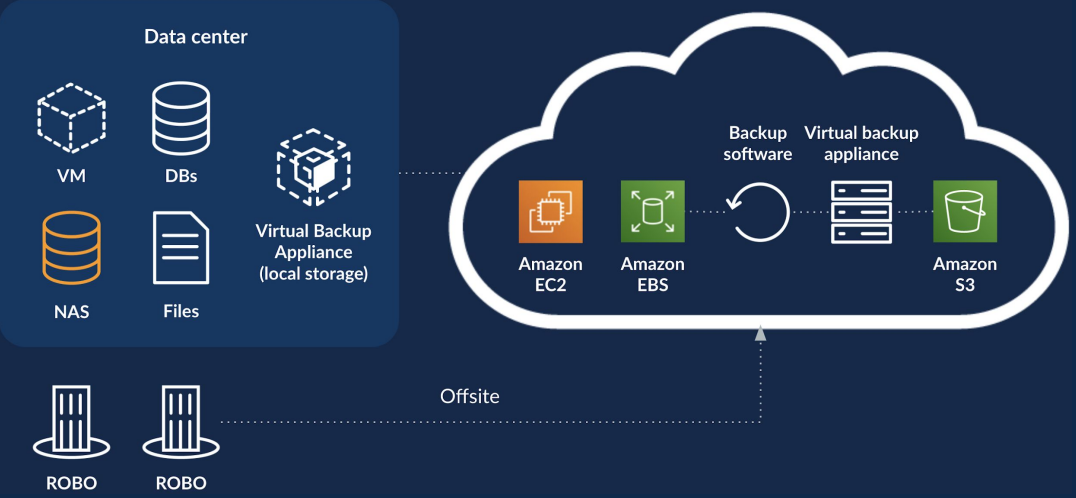 Data center
VM
DBs
NAS
Files
Virtual Backup
Appliance
(local storage)
Backup
software
Virtual backup
appliance
Amazon
EC2
Amazon
EBS
Amazon
S3
Offsite
ROBO
ROBO